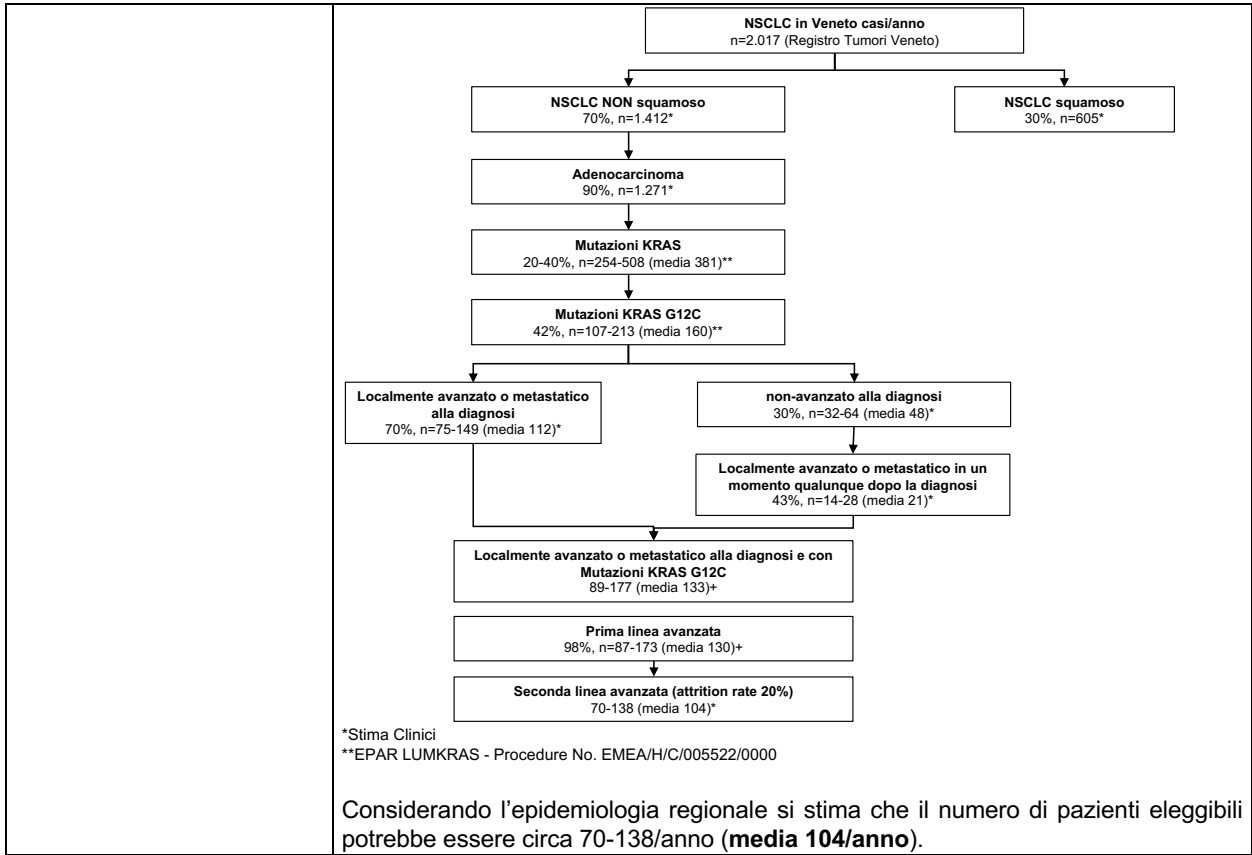 NSCLC in Veneto casi/anno
n=2.017 (Registro Tumori Veneto)
NSCLC NON squamoso
70%, n=1.412*
NSCLC squamoso
30%, n=605*
Adenocarcinoma
90%, n=1.271*
Mutazioni KRAS
20-40%, n=254-508 (media 381)**
Mutazioni KRAS G12C
42%, n=107-213 (media 160)**
Localmente avanzato o metastatico
alla diagnosi
70%, n=75-149 (media 112)*
non-avanzato alla diagnosi
30%, n=32-64 (media 48)*
Localmente avanzato o metastatico in un
momento qualunque dopo la diagnosi
43%, n=14-28 (media 21)*
Localmente avanzato o metastatico alla diagnosi e con
Mutazioni KRAS G12C
89-177 (media 133)+
Prima linea avanzata
98%, n=87-173 (media 130)+
Seconda linea avanzata (attrition rate 20%)
70-138 (media 104)*
*Stima Clinici
**EPAR LUMKRAS - Procedure No. EMEA/H/C/005522/0000
Considerando l'epidemiologia regionale si stima che il numero di pazienti eleggibili
potrebbe essere circa 70-138/anno (media 104/anno).